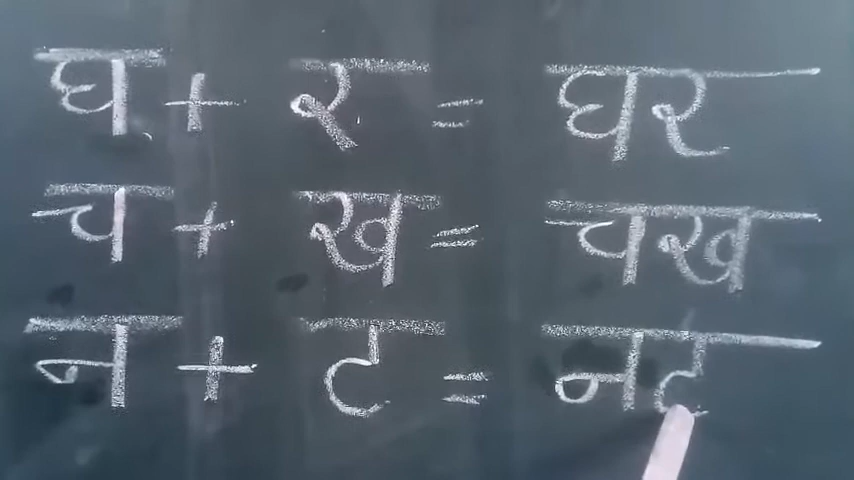 घ + र = घर
च + ख = चख
न + ट = नट